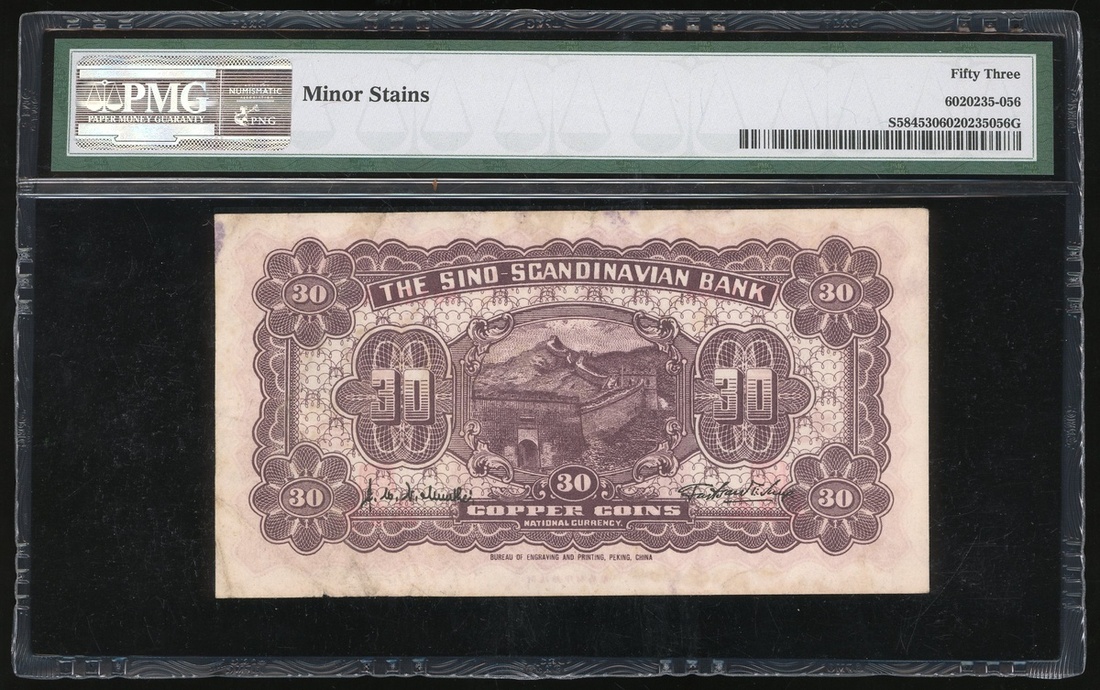 PMG
PAPER MONEY GUARANTY
NUMISMATIC
PNG
Minor Stains
Fifty Three
6020235-056
S5845306020235056G
THE SINO-SCANDINAVIAN BANK
30
30
30
30
30
30
30
COPPER COINS
NATIONAL CURRENCY.
BUREAU OF ENGRAVING AND PRINTING, PEKING, CHINA